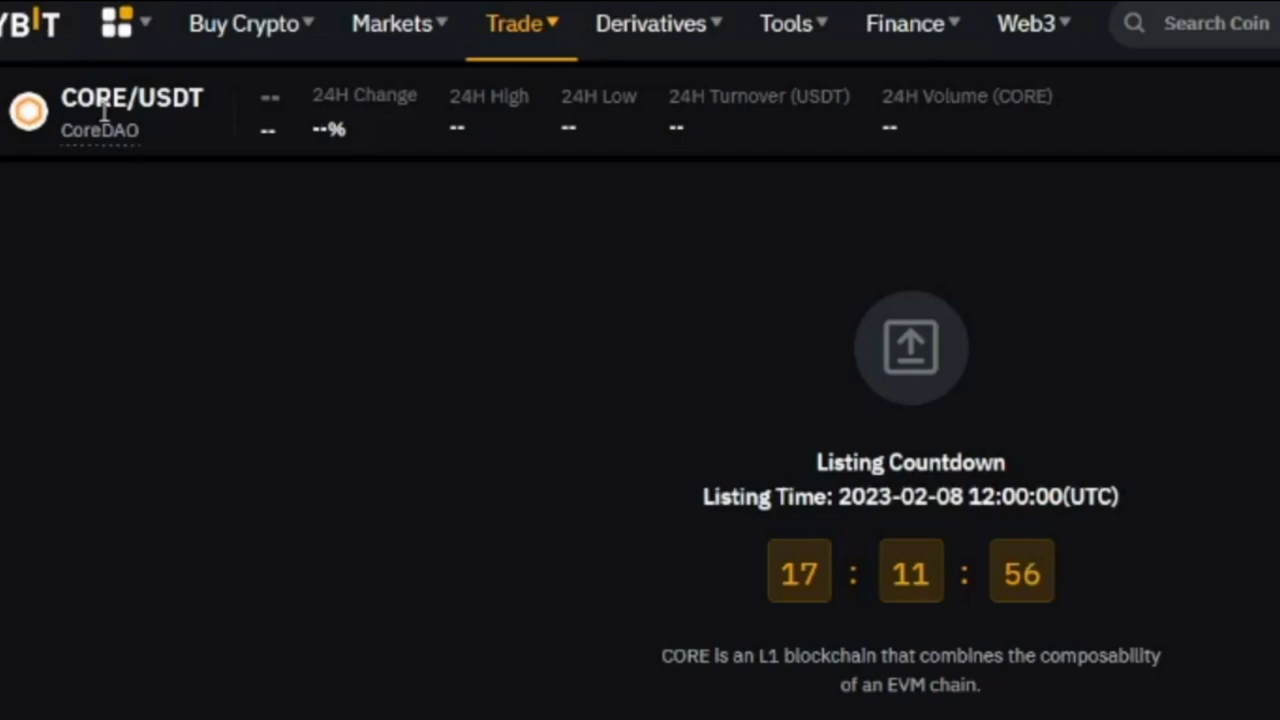 YBIT Buy Crypto Markets Trade Derivatives Tools Finance Web3 Search Coin
CORE/USDT -- 24H Change 24H High 24H Low 24H Turnover (USDT) 24H Volume (CORE)
CoreDAO -- --% -- -- -- --
Listing Countdown
Listing Time: 2023-02-08 12:00:00(UTC)
17 : 11 : 56
CORE is an L1 blockchain that combines the composability
of an EVM chain.